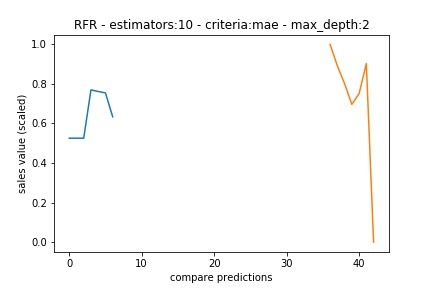 RFR - estimators:10 - criteria:mae - max_depth:2
1.0
0.8
0.6
0.4
0.2
0.0
sales value (scaled)
0 10 20 30 40
compare predictions